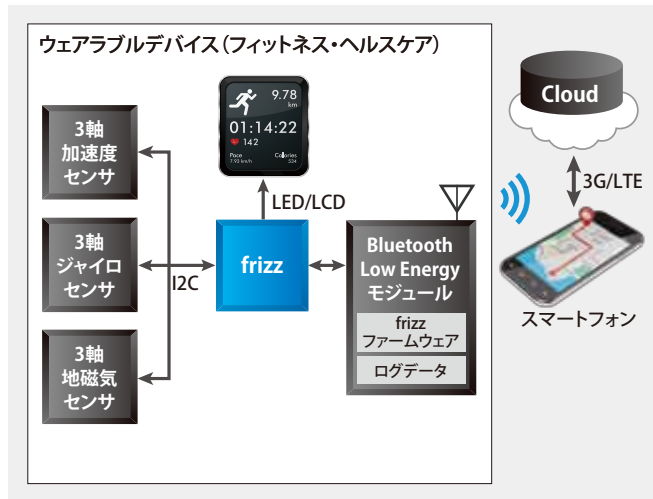 ウェアラブルデバイス（フィットネス・ヘルスケア）
3軸
加速度
センサ
3軸
ジャイロ
センサ
3軸
地磁気
センサ
I2C
9.78
km
01:14:22
142
Pace
7.93 km/h
Calories
534
LED/LCD
frizz
Bluetooth
Low Energy
モジュール
frizz
ファームウェア
ログデータ
Cloud
3G/LTE
スマートフォン